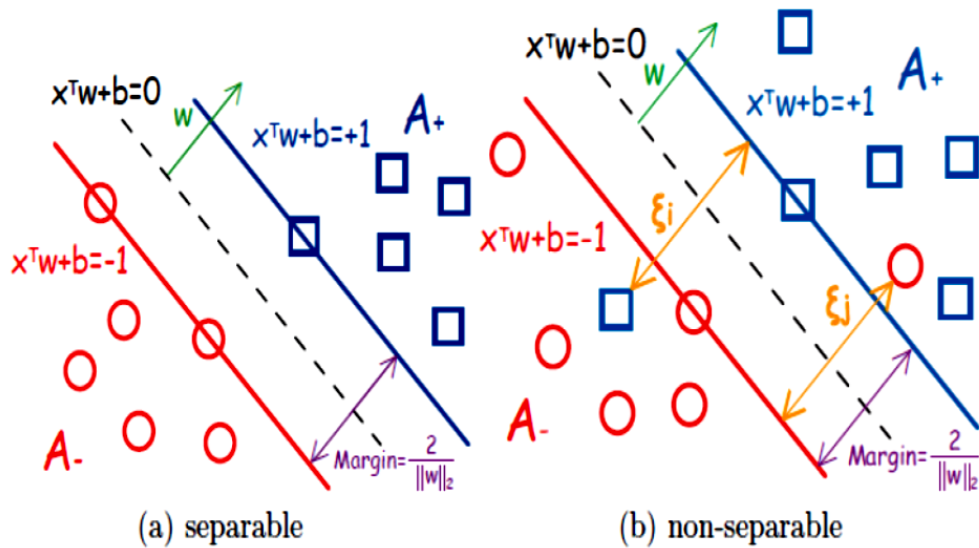 xᵀw+b=0
w
A₊
xᵀw+b=+1
xᵀw+b=-1
A₋
Margin=2/‖w‖₂
(a) separable
xᵀw+b=0
w
A₊
xᵀw+b=+1
ξi
xᵀw+b=-1
ξj
A₋
Margin=2/‖w‖₂
(b) non-separable